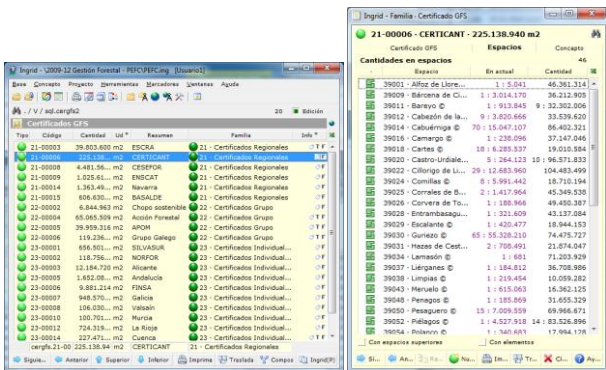 Ingrid - \2009-12 Gestión Forestal - PEFC\PEFC.ing [Usuario1]
Base Concepto Proyecto Herramientas Marcadores Ventanas Ayuda
. / V / sql.cergfs2 20 Edición
Certificados GFS
Tipo Código Cantidad Ud Resumen Familia Info
21-00003 39.803.600 m2 ESCRA 21 - Certificados Regionales
21-00006 225.138... m2 CERTICANT 21 - Certificados Regionales
21-00008 4.481.56... m2 CESEFOR 21 - Certificados Regionales
21-00009 1.025.61... m2 ENSCAT 21 - Certificados Regionales
21-00014 1.363.49... m2 Navarra 21 - Certificados Regionales
21-00015 606.630... m2 BASALDE 21 - Certificados Regionales
22-00002 6.844.963 m2 Chopo sostenible 22 - Certificados Grupo
22-00004 65.065.509 m2 Acción Forestal 22 - Certificados Grupo
22-00005 39.959.316 m2 APOM 22 - Certificados Grupo
22-00006 119.236... m2 Grupo Galego 22 - Certificados Grupo
23-00001 656.501... m2 SILVASUR 23 - Certificados Individual...
23-00002 118.756... m2 NORFOR 23 - Certificados Individual...
23-00003 12.184.720 m2 Alicante 23 - Certificados Individual...
23-00005 1.652.08... m2 Andalucía 23 - Certificados Individual...
23-00006 9.881.214 m2 FINSA 23 - Certificados Individual...
23-00007 948.570... m2 Galicia 23 - Certificados Individual...
23-00008 106.030... m2 Valsaín 23 - Certificados Individual...
23-00010 100.701... m2 Murcia 23 - Certificados Individual...
23-00012 724.319... m2 La Rioja 23 - Certificados Individual...
23-00014 227.471... m2 Cuenca 23 - Certificados Individual...
cergfs.21-00 225.138.94 m2 CERTICANT 21 - Certificados Regionales
Siguie... Anterior Superior Inferior Imprime Traslada Compos Ingrid(P)
Ingrid - Familia - Certificado GFS
21-00006 - CERTICANT - 225.138.940 m2
Certificado GFS Espacios Concepto
Cantidades en espacios 46
Espacio En actual Cantidad
39001 - Alfoz de Llore... 1 : 5.041 46.361.314
39008 - Bárcena de Ci... 1 : 3.014.170 36.212.905
39011 - Bareyo © 1 : 913.845 9 : 32.302.006
39012 - Cabezón de la... 9 : 3.820.666 33.539.620
39014 - Cabuérniga © 70 : 15.047.107 86.402.321
39016 - Camargo © 1 : 238.096 37.147.046
39018 - Cartes © 18 : 6.285.537 19.010.584
39020 - Castro-Urdiale... 5 : 264.123 10 : 96.571.833
39022 - Cillorigo de Li... 29 : 12.683.960 104.483.499
39024 - Comillas © 8 : 5.991.442 18.710.194
39025 - Corrales de B... 2 : 1.417.964 45.349.530
39026 - Corvera de To... 1 : 188.966 49.450.387
39028 - Entrambasagu... 1 : 321.609 43.137.084
39029 - Escalante © 1 : 420.477 18.944.153
39030 - Guriezo © 65 : 55.328.210 74.475.727
39031 - Hazas de Cest... 2 : 708.491 21.874.047
39034 - Lamasón © 1 : 681 71.203.929
39037 - Liérganes © 1 : 184.812 36.708.986
39038 - Limpias © 1 : 219.454 10.059.282
39043 - Meruelo © 1 : 615.063 16.362.125
39048 - Penagos © 1 : 185.869 31.655.329
39050 - Pesaguero © 15 : 7.009.559 69.966.671
39052 - Piélagos © 1 : 4.527.918 14 : 83.526.896
39054 - Polanco © 1 : 340.683 17.994.128
Con espacios superiores Con elementos
Si... An... Ra... Nu... Im... Tr... Cl... Ay...